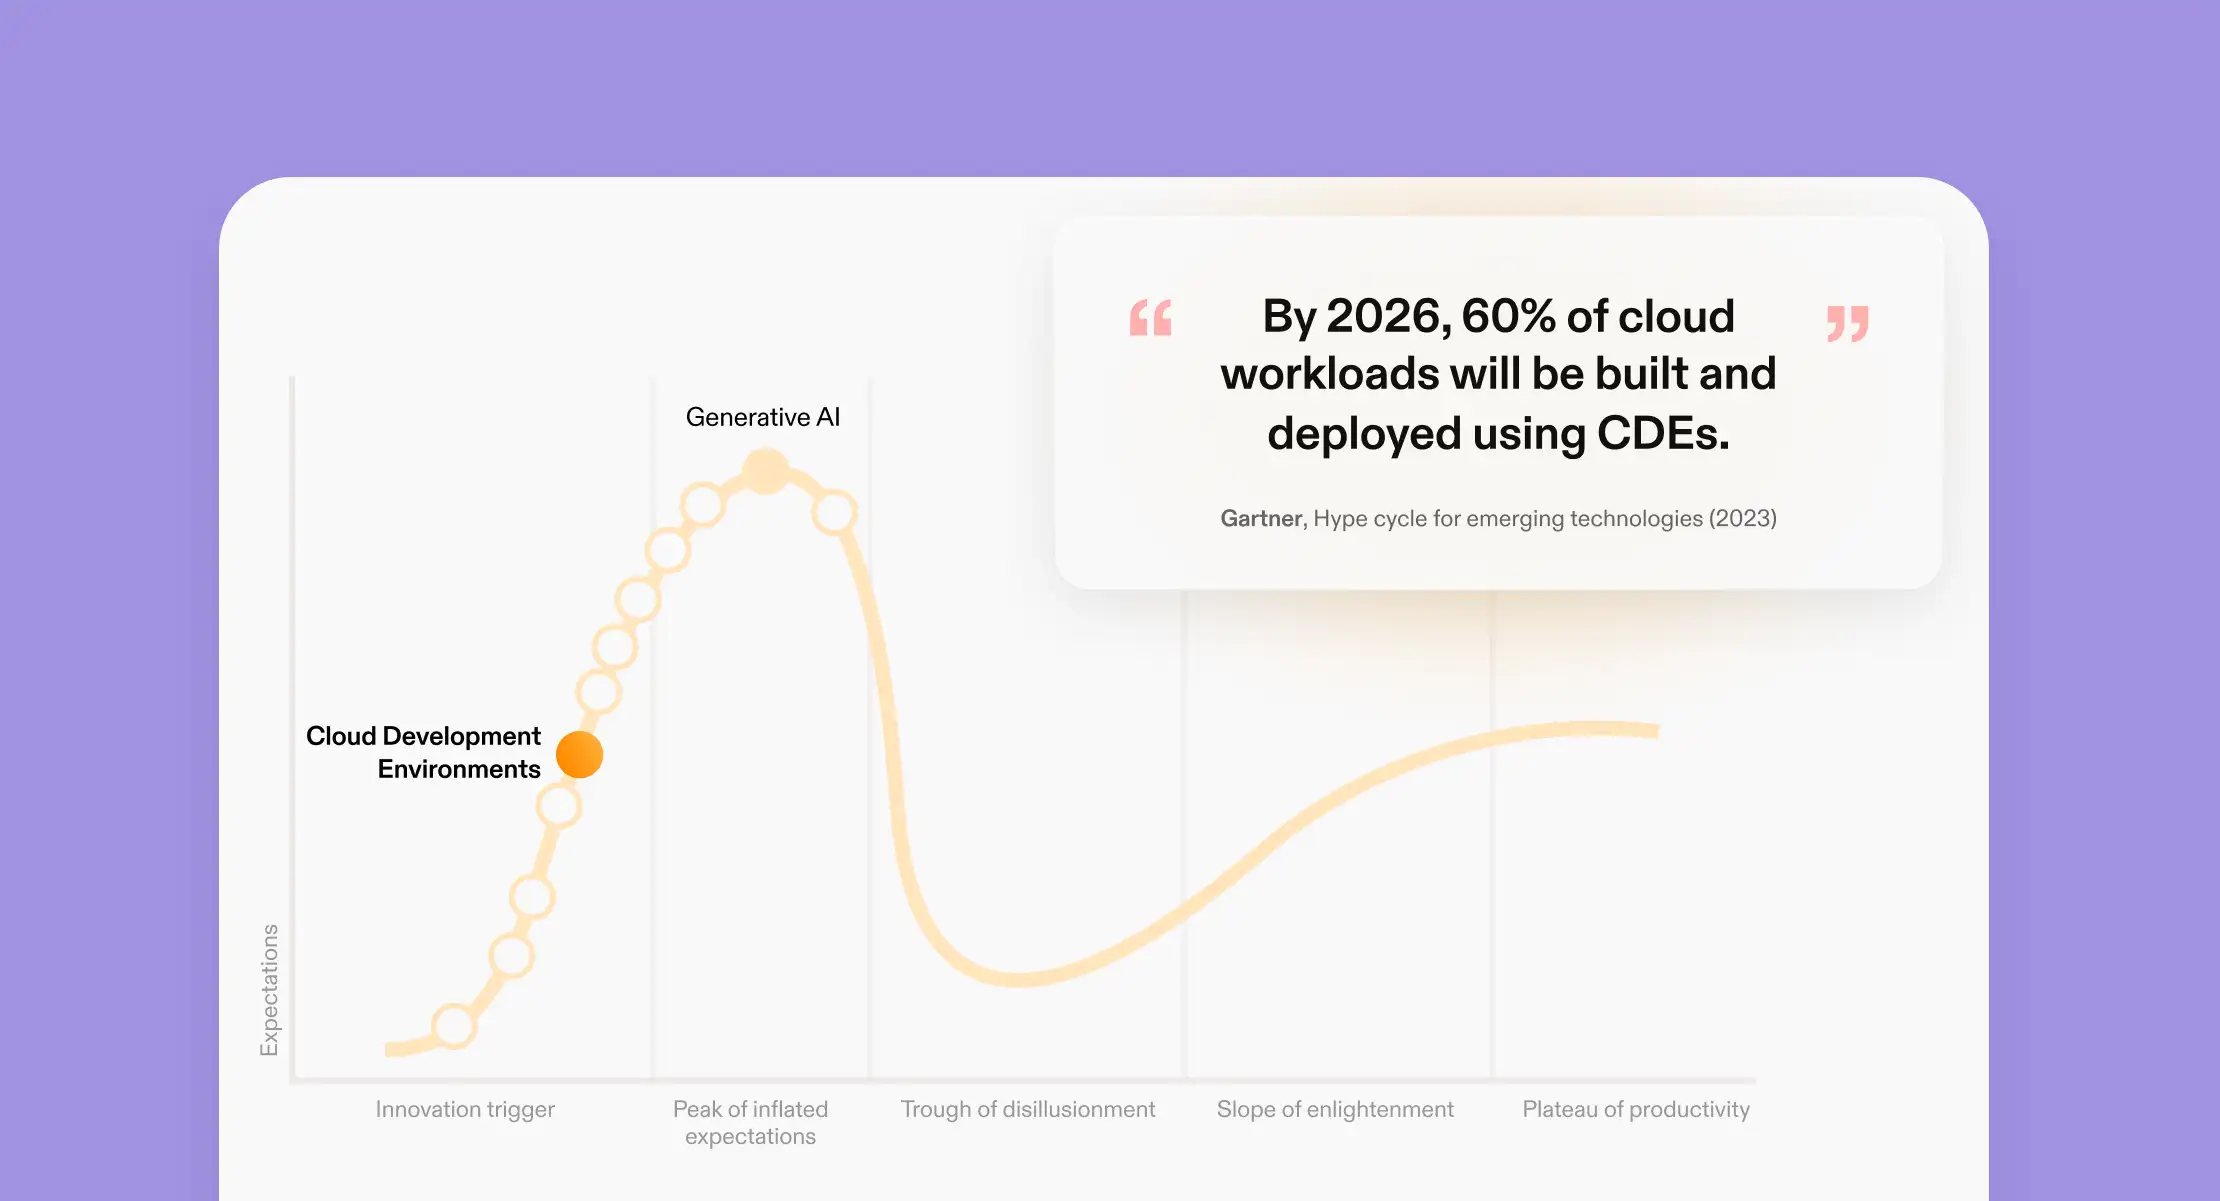 “ By 2026, 60% of cloud ”
workloads will be built and
deployed using CDEs.
Gartner, Hype cycle for emerging technologies (2023)
Generative AI
Cloud Development
Environments
Expectations
Innovation trigger
Peak of inflated
expectations
Trough of disillusionment
Slope of enlightenment
Plateau of productivity